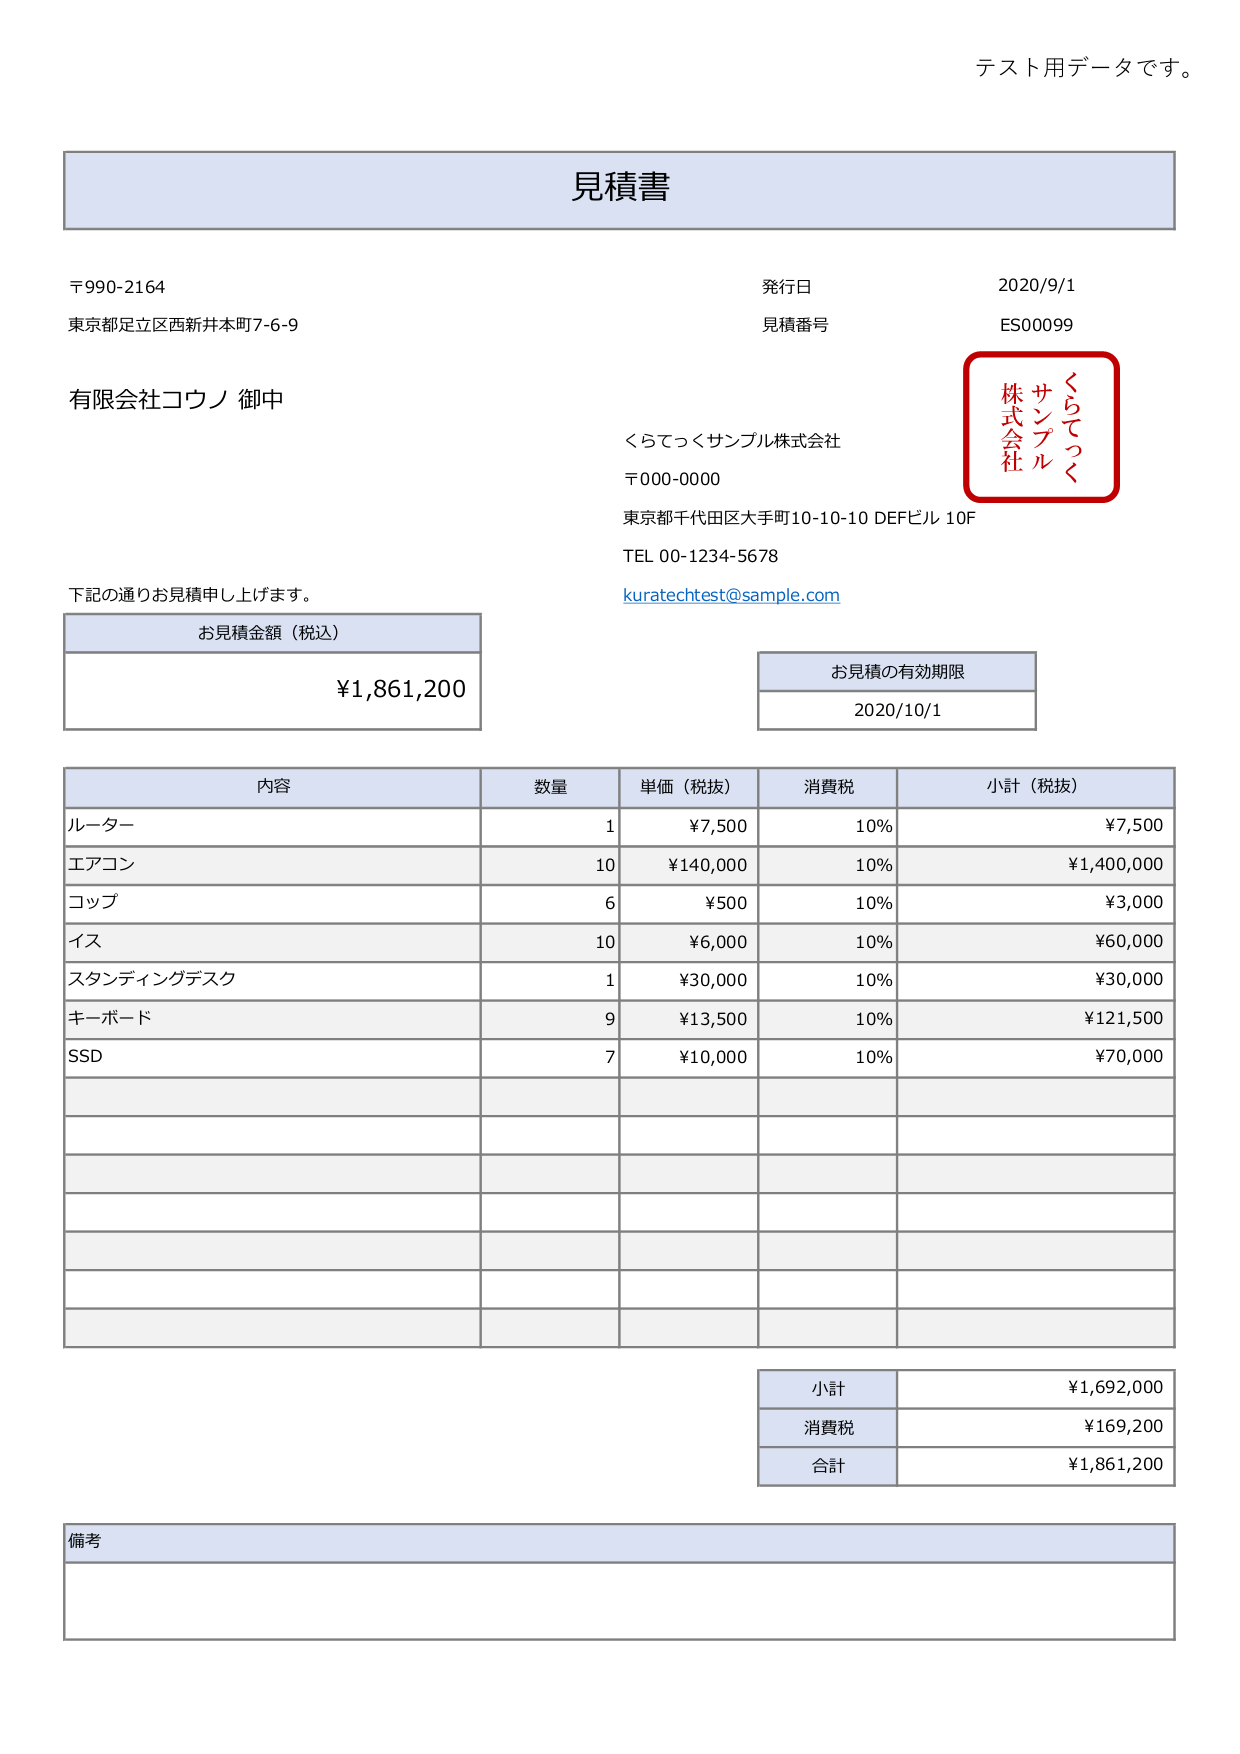 テスト用データです。
見積書
〒990-2164
発行日 2020/9/1
東京都足立区西新井本町7-6-9
見積番号 ES00099
有限会社コウノ 御中
くらてっく
サンプル
株式会社
くらてっくサンプル株式会社
〒000-0000
東京都千代田区大手町10-10-10 DEFビル 10F
TEL 00-1234-5678
下記の通りお見積申し上げます。
kuratechtest@sample.com
お見積金額（税込）
¥1,861,200
お見積の有効期限
2020/10/1
内容 数量 単価（税抜） 消費税 小計（税抜）
ルーター 1 ¥7,500 10% ¥7,500
エアコン 10 ¥140,000 10% ¥1,400,000
コップ 6 ¥500 10% ¥3,000
イス 10 ¥6,000 10% ¥60,000
スタンディングデスク 1 ¥30,000 10% ¥30,000
キーボード 9 ¥13,500 10% ¥121,500
SSD 7 ¥10,000 10% ¥70,000
小計 ¥1,692,000
消費税 ¥169,200
合計 ¥1,861,200
備考